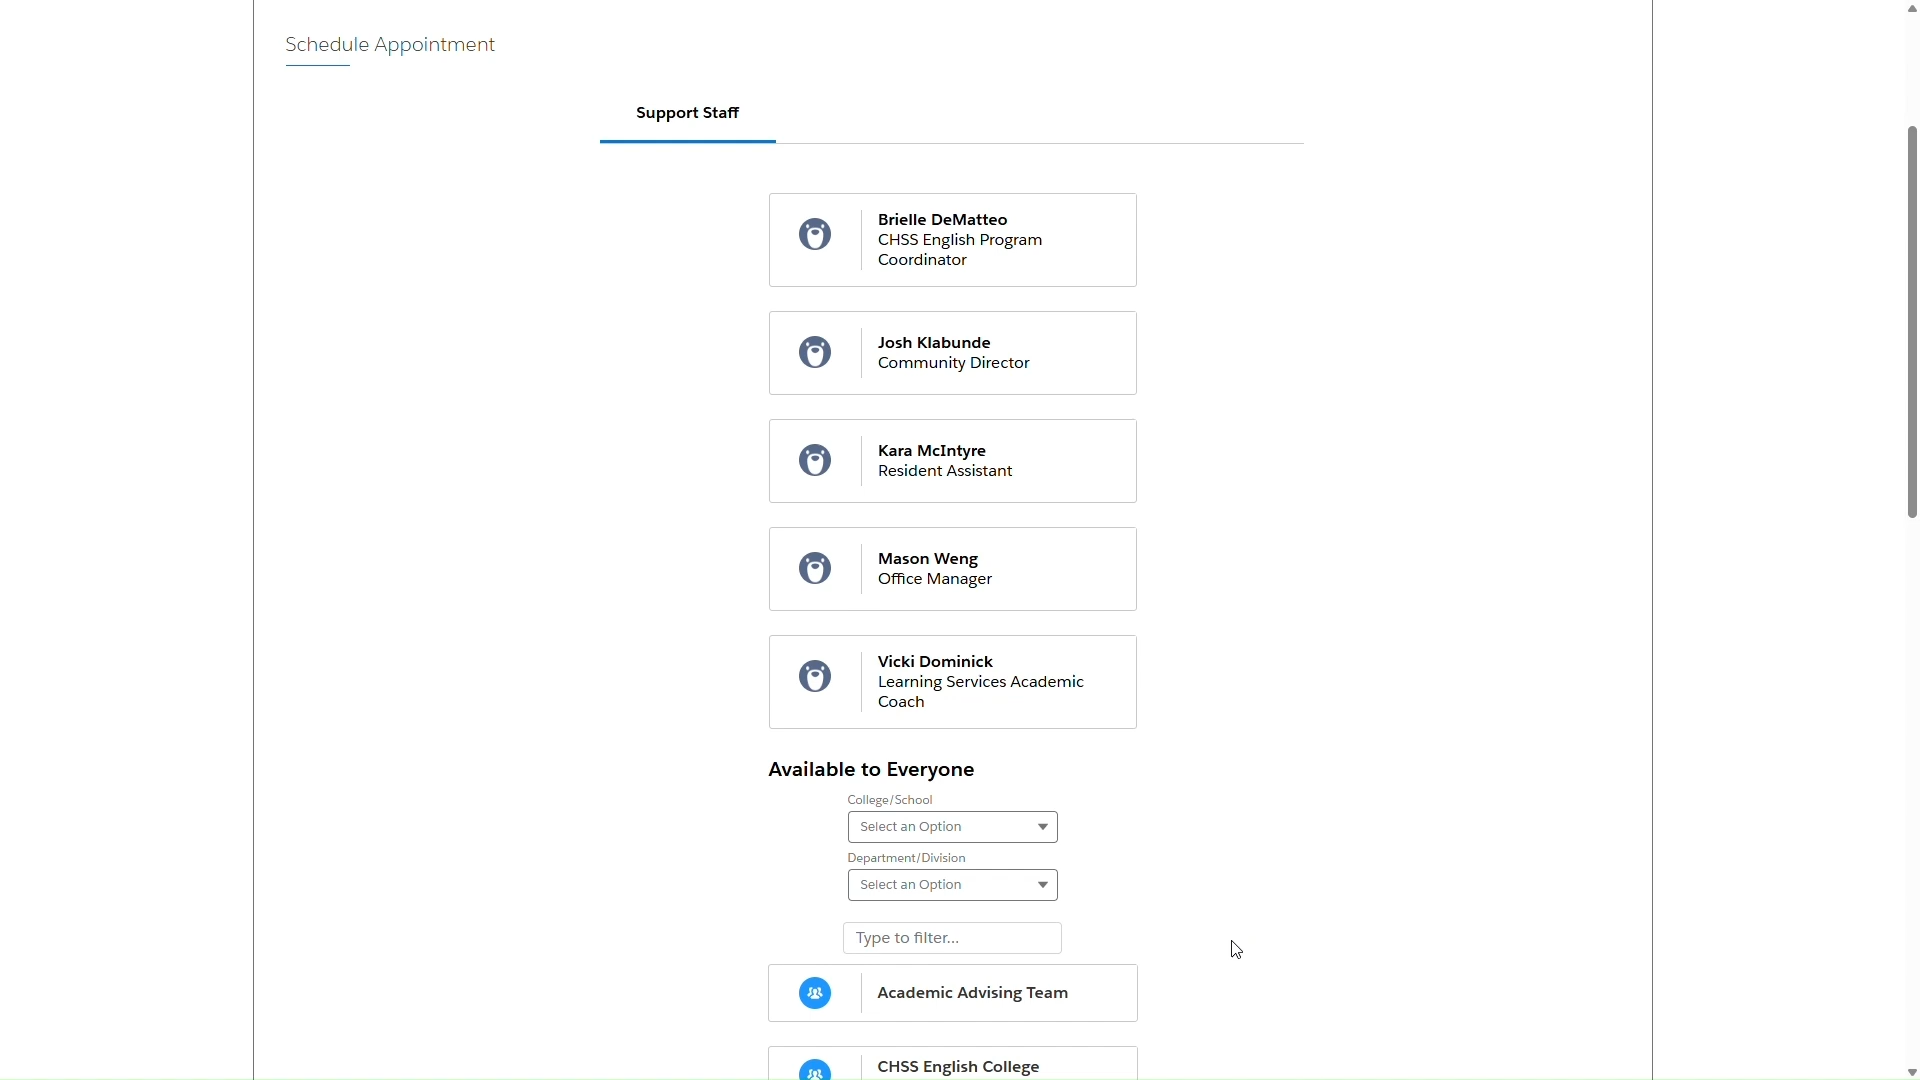 Schedule Appointment
Support Staff
Brielle DeMatteo
CHSS English Program
Coordinator
Josh Klabunde
Community Director
Kara McIntyre
Resident Assistant
Mason Weng
Office Manager
Vicki Dominick
Learning Services Academic
Coach
Available to Everyone
College/School
Select an Option
Department/Division
Select an Option
Type to filter...
Academic Advising Team
CHSS English College